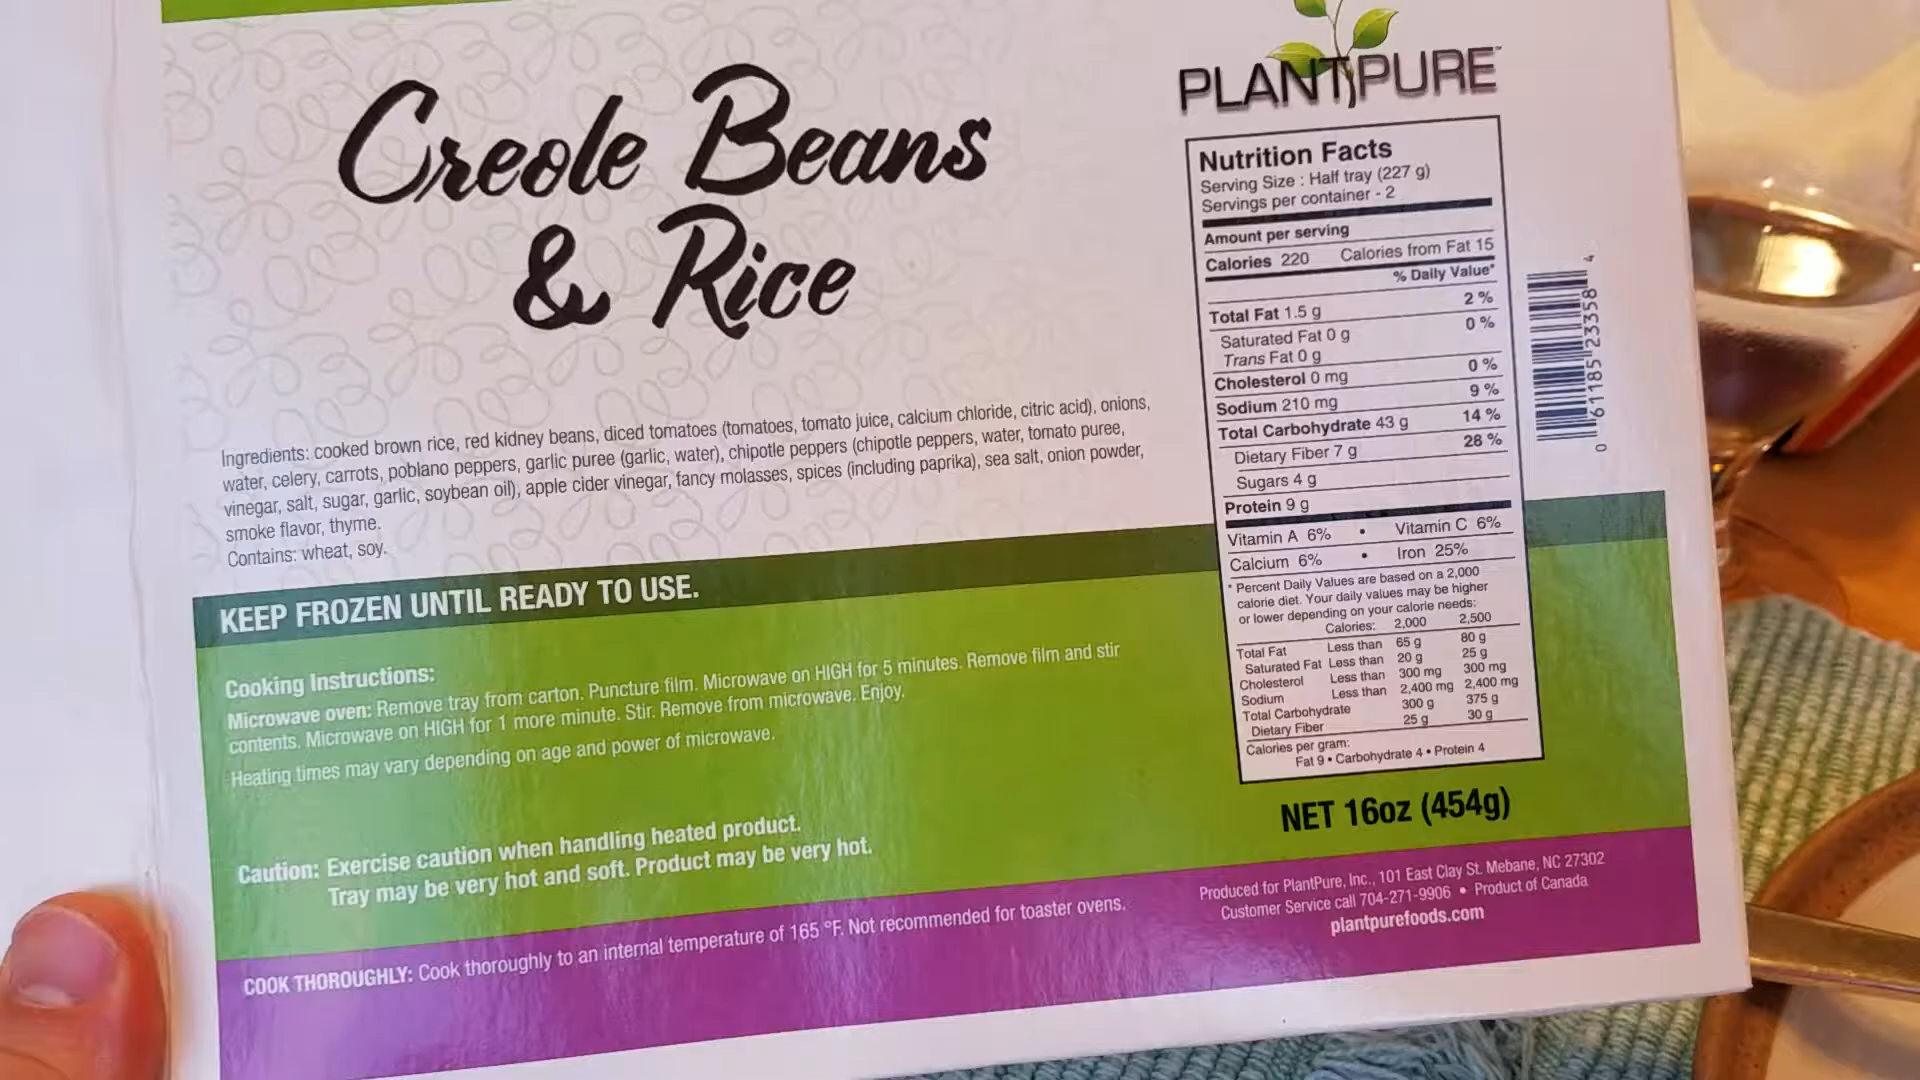 Creole Beans
& Rice
Ingredients: cooked brown rice, red kidney beans, diced tomatoes (tomatoes, tomato juice, calcium chloride, citric acid), onions,
water, celery, carrots, poblano peppers, garlic puree (garlic, water), chipotle peppers (chipotle peppers, water, tomato puree,
vinegar, salt, sugar, garlic, soybean oil), apple cider vinegar, fancy molasses, spices (including paprika), sea salt, onion powder,
smoke flavor, thyme.
Contains: wheat, soy.
KEEP FROZEN UNTIL READY TO USE.
Cooking Instructions:
Microwave oven: Remove tray from carton. Puncture film. Microwave on HIGH for 5 minutes. Remove film and stir
contents. Microwave on HIGH for 1 more minute. Stir. Remove from microwave. Enjoy.
Heating times may vary depending on age and power of microwave.
Caution: Exercise caution when handling heated product.
Tray may be very hot and soft. Product may be very hot.
COOK THOROUGHLY: Cook thoroughly to an internal temperature of 165 °F. Not recommended for toaster ovens.
PLANTPURE™
Nutrition Facts
Serving Size : Half tray (227 g)
Servings per container - 2
Amount per serving
Calories 220 Calories from Fat 15
% Daily Value*
Total Fat 1.5 g 2 %
Saturated Fat 0 g 0 %
Trans Fat 0 g
Cholesterol 0 mg 0 %
Sodium 210 mg 9 %
Total Carbohydrate 43 g 14 %
Dietary Fiber 7 g 28 %
Sugars 4 g
Protein 9 g
Vitamin A 6% • Vitamin C 6%
Calcium 6% • Iron 25%
* Percent Daily Values are based on a 2,000
calorie diet. Your daily values may be higher
or lower depending on your calorie needs:
Calories: 2,000 2,500
Total Fat Less than 65 g 80 g
Saturated Fat Less than 20 g 25 g
Cholesterol Less than 300 mg 300 mg
Sodium Less than 2,400 mg 2,400 mg
Total Carbohydrate 300 g 375 g
Dietary Fiber 25 g 30 g
Calories per gram:
Fat 9 • Carbohydrate 4 • Protein 4
0 61185 23358 4
NET 16oz (454g)
Produced for PlantPure, Inc., 101 East Clay St. Mebane, NC 27302
Customer Service call 704-271-9906 • Product of Canada
plantpurefoods.com